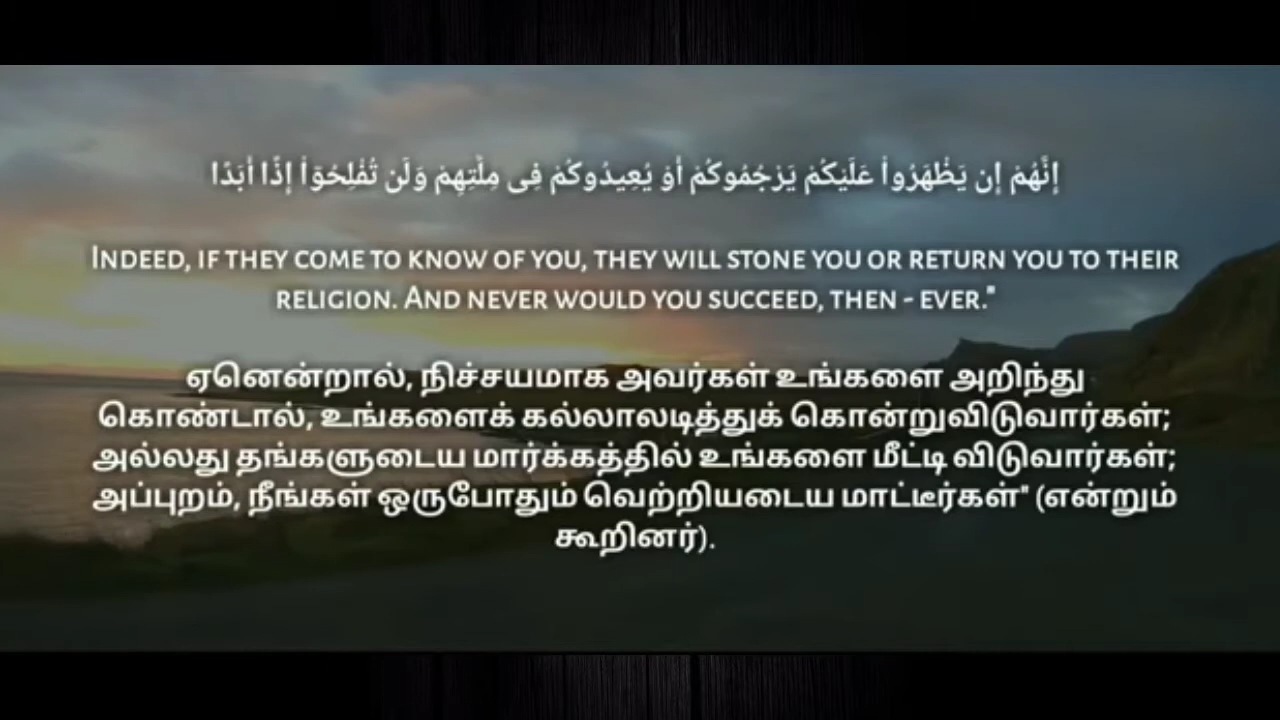 إِنَّهُمْ إِن يَظْهَرُوا۟ عَلَيْكُمْ يَرْجُمُوكُمْ أَوْ يُعِيدُوكُمْ فِى مِلَّتِهِمْ وَلَن تُفْلِحُوٓا۟ إِذًا أَبَدًا
INDEED, IF THEY COME TO KNOW OF YOU, THEY WILL STONE YOU OR RETURN YOU TO THEIR
RELIGION. AND NEVER WOULD YOU SUCCEED, THEN - EVER."
ஏனென்றால், நிச்சயமாக அவர்கள் உங்களை அறிந்து
கொண்டால், உங்களைக் கல்லாலடித்துக் கொன்றுவிடுவார்கள்;
அல்லது தங்களுடைய மார்க்கத்தில் உங்களை மீட்டி விடுவார்கள்;
அப்புறம், நீங்கள் ஒருபோதும் வெற்றியடைய மாட்டீர்கள்" (என்றும்
கூறினர்).